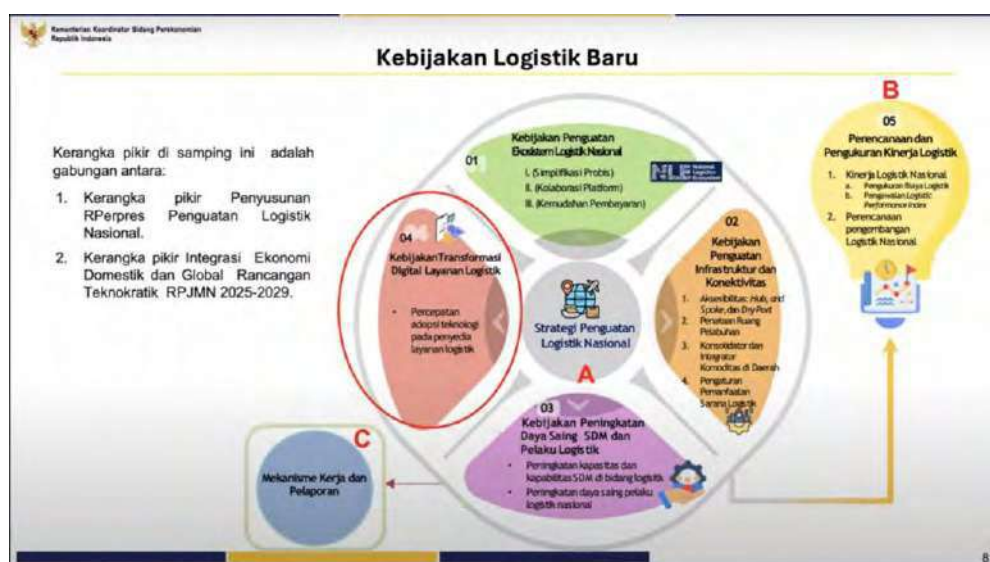 Kementerian Koordinator Bidang Perekonomian
Republik Indonesia
Kebijakan Logistik Baru
Kerangka pikir di samping ini adalah
gabungan antara:
1. Kerangka pikir Penyusunan
RPerpres Penguatan Logistik
Nasional.
2. Kerangka pikir Integrasi Ekonomi
Domestik dan Global Rancangan
Teknokratik RPJMN 2025-2029.
01
Kebijakan Penguatan
Ekosistem Logistik Nasional
I. (Simplifikasi Probis)
II. (Kolaborasi Platform)
III. (Kemudahan Pembayaran)
NLE National
Logistics
Ecosystem
02
Kebijakan
Penguatan
Infrastruktur dan
Konektivitas
1. Aksesibilitas: Hub, and
Spoke, dan Dry Port
2. Penataan Ruang
Pelabuhan
3. Konsolidator dan
Integrator
Komoditas di Daerah
4. Pengaturan
Pemanfaatan
Sarana Logistik
04
Kebijakan Transformasi
Digital Layanan Logistik
• Percepatan
adopsi teknologi
pada penyedia
layanan logistik
Strategi Penguatan
Logistik Nasional
A
03
Kebijakan Peningkatan
Daya Saing SDM dan
Pelaku Logistik
• Peningkatan kapasitas dan
kapabilitas SDM di bidang logistik
• Peningkatan daya saing pelaku
logistik nasional
B
05
Perencanaan dan
Pengukuran Kinerja Logistik
1. Kinerja Logistik Nasional
a. Pengukuran Biaya Logistik
b. Pengawalan Logistic
Performance Index
2. Perencanaan
pengembangan
Logistik Nasional
C
Mekanisme Kerja dan
Pelaporan
8